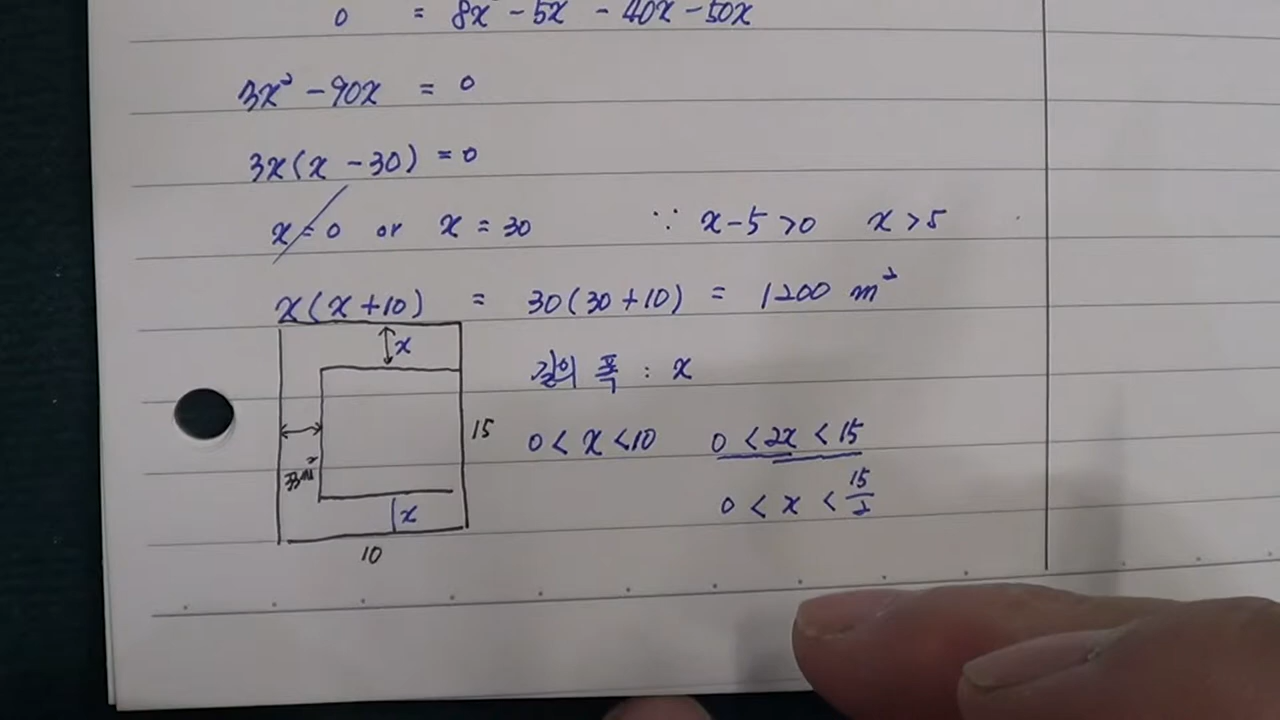 0 = 8x² - 5x - 40x - 50x
3x² - 90x = 0
3x(x - 30) = 0
x = 0 or x = 30 ∵ x - 5 > 0 x > 5
x(x + 10) = 30(30 + 10) = 1200 m²
x
길의 폭 : x
15
0 < x < 10 0 < 2x < 15
0 < x < 15/2
x
10